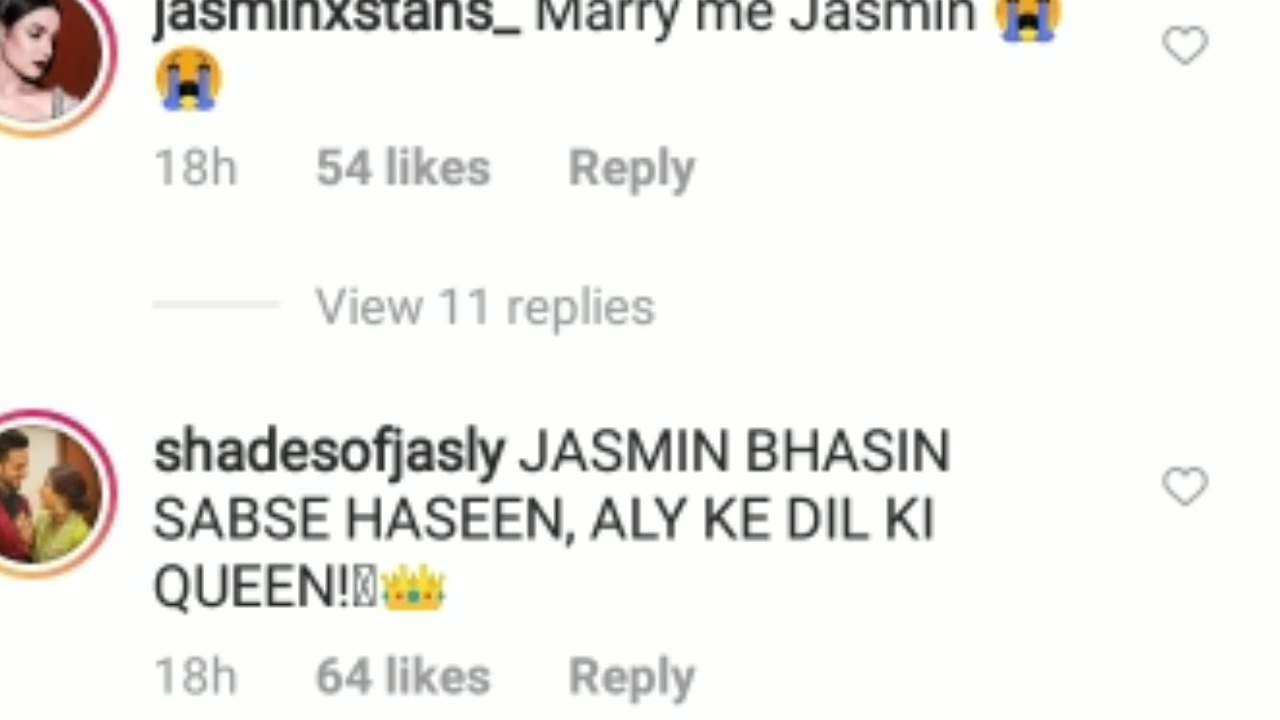 jasminxstans_ Marry me Jasmin 😭
😭
18h 54 likes Reply
View 11 replies
shadesofjasly JASMIN BHASIN
SABSE HASEEN, ALY KE DIL KI
QUEEN!👑
18h 64 likes Reply